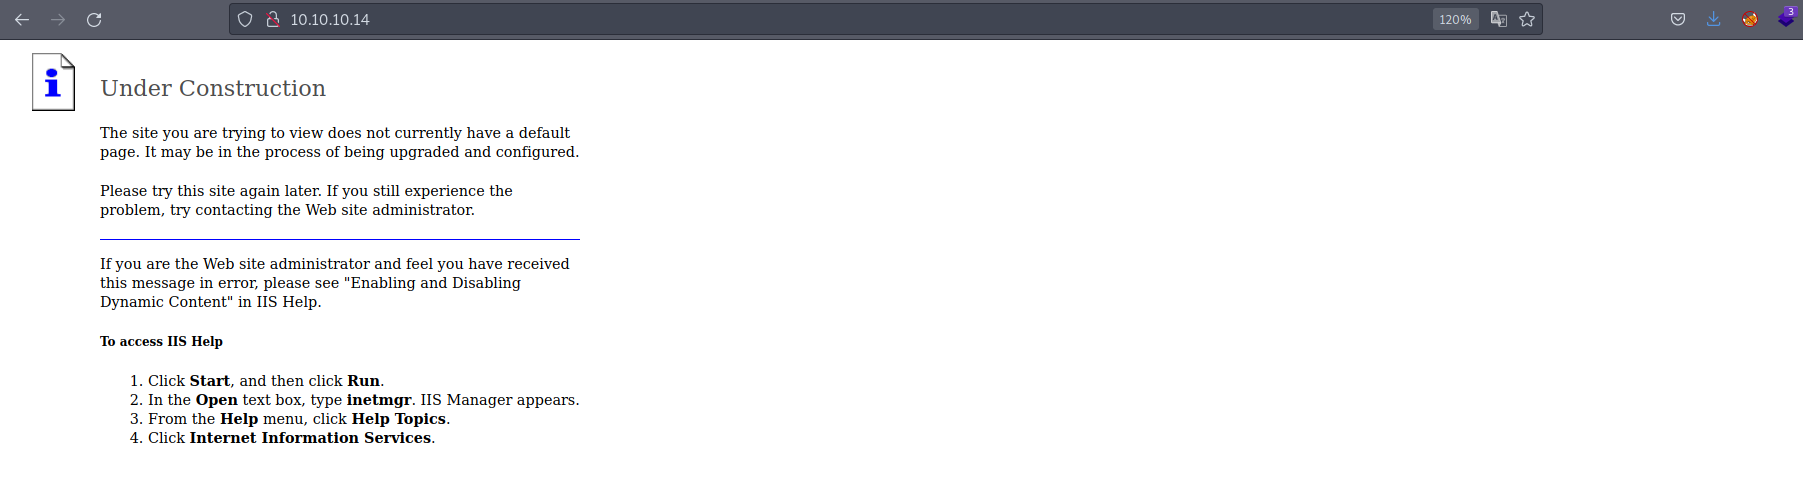 10.10.10.14
120%
3
Under Construction
The site you are trying to view does not currently have a default
page. It may be in the process of being upgraded and configured.
Please try this site again later. If you still experience the
problem, try contacting the Web site administrator.
If you are the Web site administrator and feel you have received
this message in error, please see "Enabling and Disabling
Dynamic Content" in IIS Help.
To access IIS Help
1. Click Start, and then click Run.
2. In the Open text box, type inetmgr. IIS Manager appears.
3. From the Help menu, click Help Topics.
4. Click Internet Information Services.